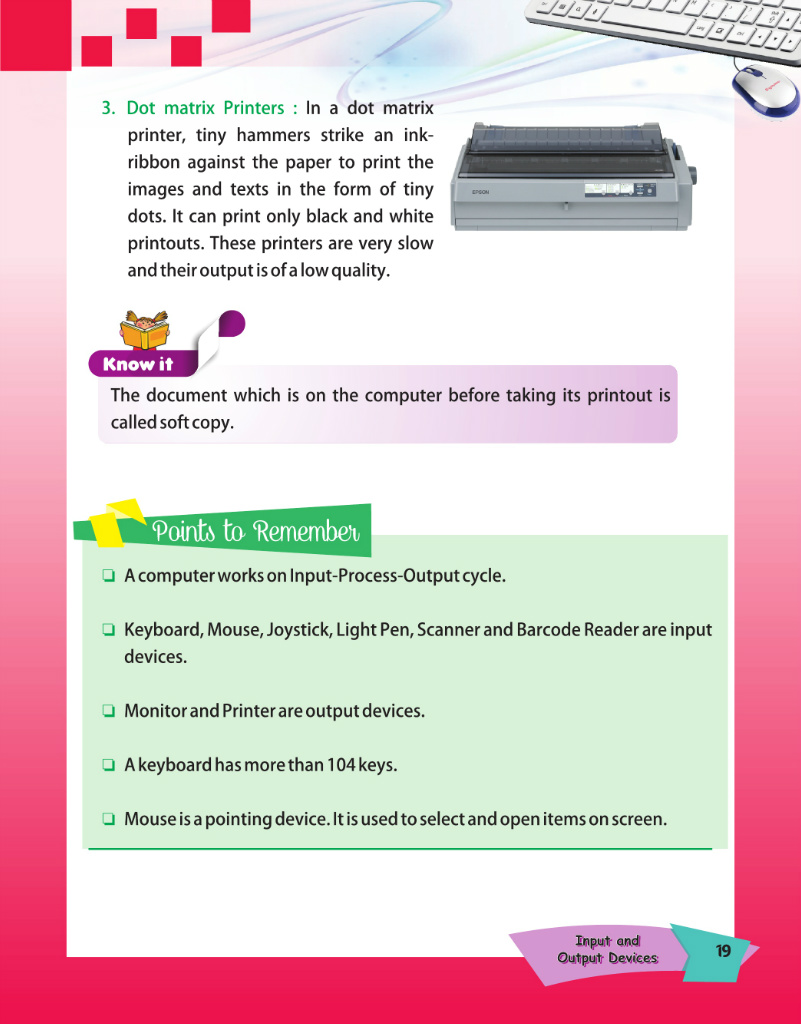 3. Dot matrix Printers : In a dot matrix
printer, tiny hammers strike an ink-
ribbon against the paper to print the
images and texts in the form of tiny
dots. It can print only black and white
printouts. These printers are very slow
and their output is of a low quality.
EPSON
Know it
The document which is on the computer before taking its printout is
called soft copy.
Points to Remember
❏ A computer works on Input-Process-Output cycle.
❏ Keyboard, Mouse, Joystick, Light Pen, Scanner and Barcode Reader are input
devices.
❏ Monitor and Printer are output devices.
❏ A keyboard has more than 104 keys.
❏ Mouse is a pointing device. It is used to select and open items on screen.
Input and
Output Devices
19